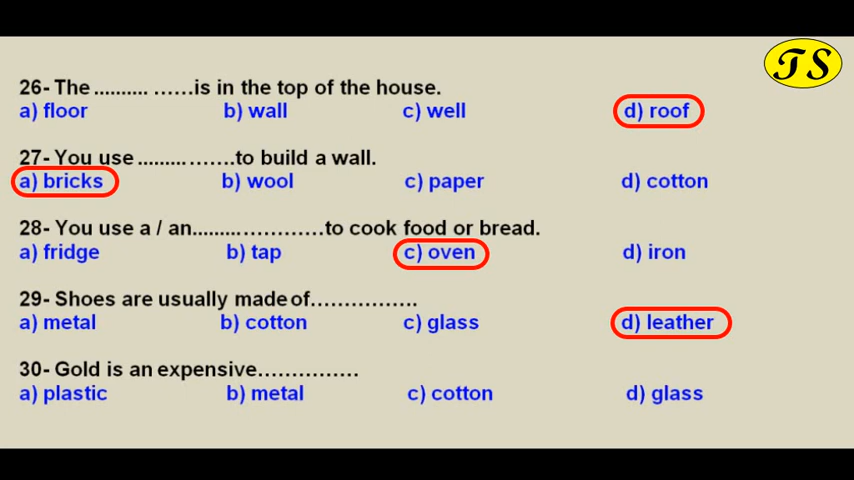 TS
26- The .......... ……is in the top of the house.
a) floor b) wall c) well d) roof
27- You use ......... …….to build a wall.
a) bricks b) wool c) paper d) cotton
28- You use a / an.........…………to cook food or bread.
a) fridge b) tap c) oven d) iron
29- Shoes are usually made of…………….
a) metal b) cotton c) glass d) leather
30- Gold is an expensive……………
a) plastic b) metal c) cotton d) glass